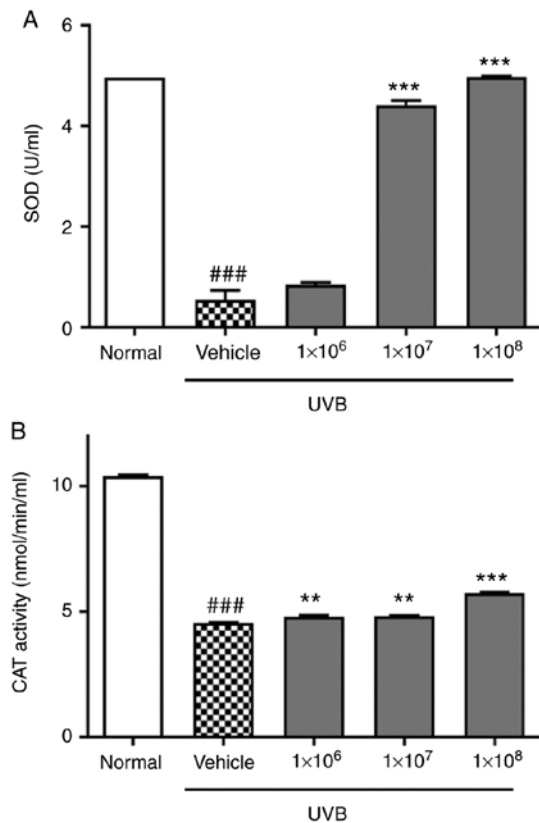 A
SOD (U/ml)
6
4
2
0
***
***
###
Normal Vehicle 1×10⁶ 1×10⁷ 1×10⁸
UVB
B
CAT activity (nmol/min/ml)
10
5
0
###
**
**
***
Normal Vehicle 1×10⁶ 1×10⁷ 1×10⁸
UVB